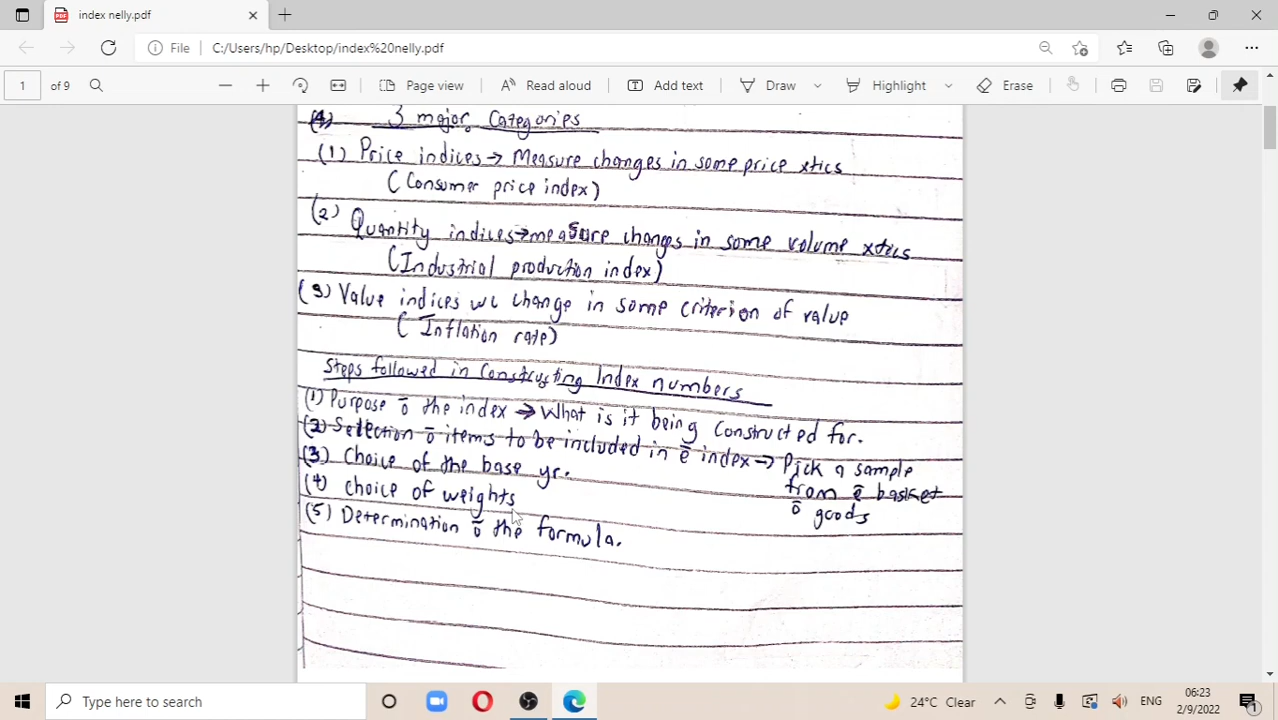 index nelly.pdf
File
C:/Users/hp/Desktop/index%20nelly.pdf
1 of 9
Page view
Read aloud
Add text
Draw
Highlight
Erase
3 major Categories
(1) Price indices → Measure changes in some price xtics
(Consumer price index)
(2) Quantity indices → measure changes in some volume xtics
(Industrial production index)
(3) Value indices we change in some criterion of value
(Inflation rate)
Steps followed in Constructing Index numbers
(1) Purpose ō the index → What is it being Constructed for.
(2) Selection ō items to be included in ē index → Pick a sample
from ē basket
ō goods
(3) Choice of the base yr.
(4) choice of weights
(5) Determination ō the formula.
Type here to search
24°C Clear
ENG
06:23
2/9/2022